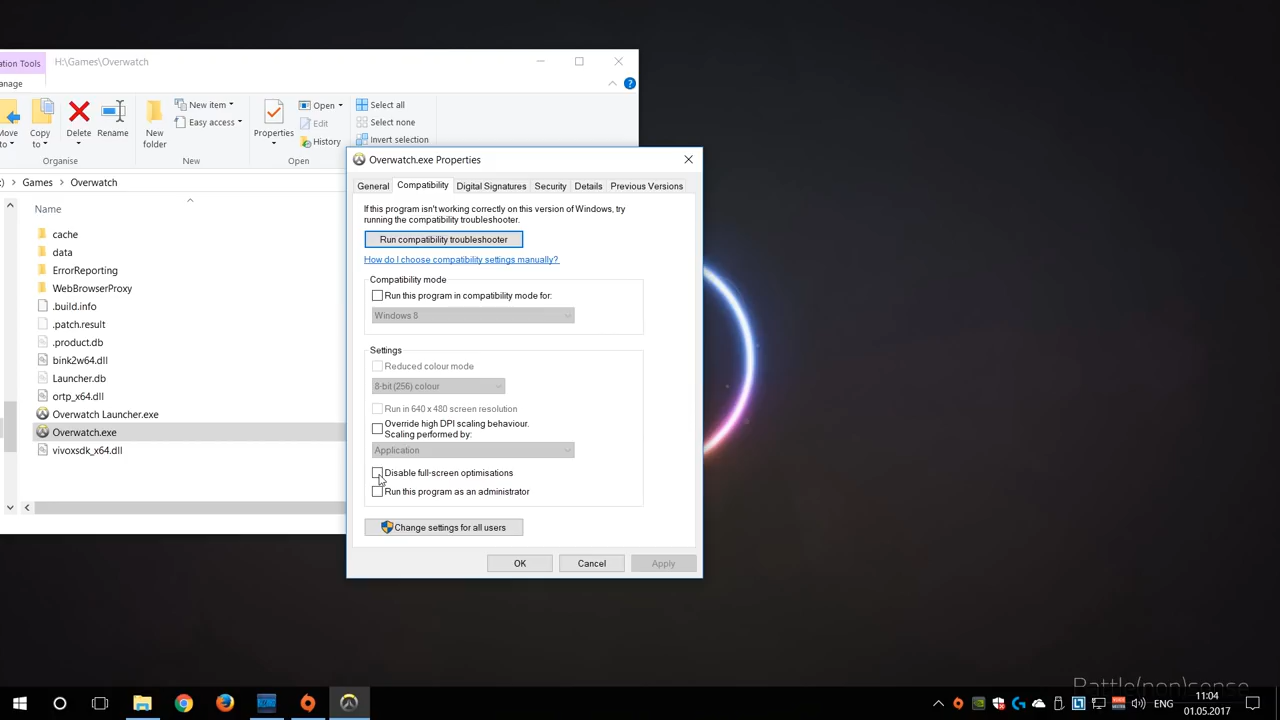 ation Tools
H:\Games\Overwatch
anage
Move
to
Copy
to
Delete
Rename
New
folder
New item
Easy access
Properties
Open
Edit
History
Select all
Select none
Invert selection
Organise
New
Open
Games
Overwatch
Name
cache
data
ErrorReporting
WebBrowserProxy
.build.info
.patch.result
.product.db
bink2w64.dll
Launcher.db
ortp_x64.dll
Overwatch Launcher.exe
Overwatch.exe
vivoxsdk_x64.dll
Overwatch.exe Properties
General
Compatibility
Digital Signatures
Security
Details
Previous Versions
If this program isn't working correctly on this version of Windows, try
running the compatibility troubleshooter.
Run compatibility troubleshooter
How do I choose compatibility settings manually?
Compatibility mode
Run this program in compatibility mode for:
Windows 8
Settings
Reduced colour mode
8-bit (256) colour
Run in 640 x 480 screen resolution
Override high DPI scaling behaviour.
Scaling performed by:
Application
Disable full-screen optimisations
Run this program as an administrator
Change settings for all users
OK
Cancel
Apply
Battle(non)sense
ENG
11:04
01.05.2017